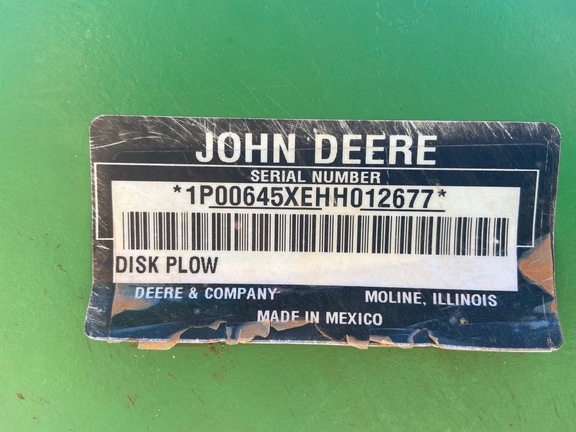 JOHN DEERE
SERIAL NUMBER
*1P00645XEHH012677*
DISK PLOW
DEERE & COMPANY MOLINE, ILLINOIS
MADE IN MEXICO